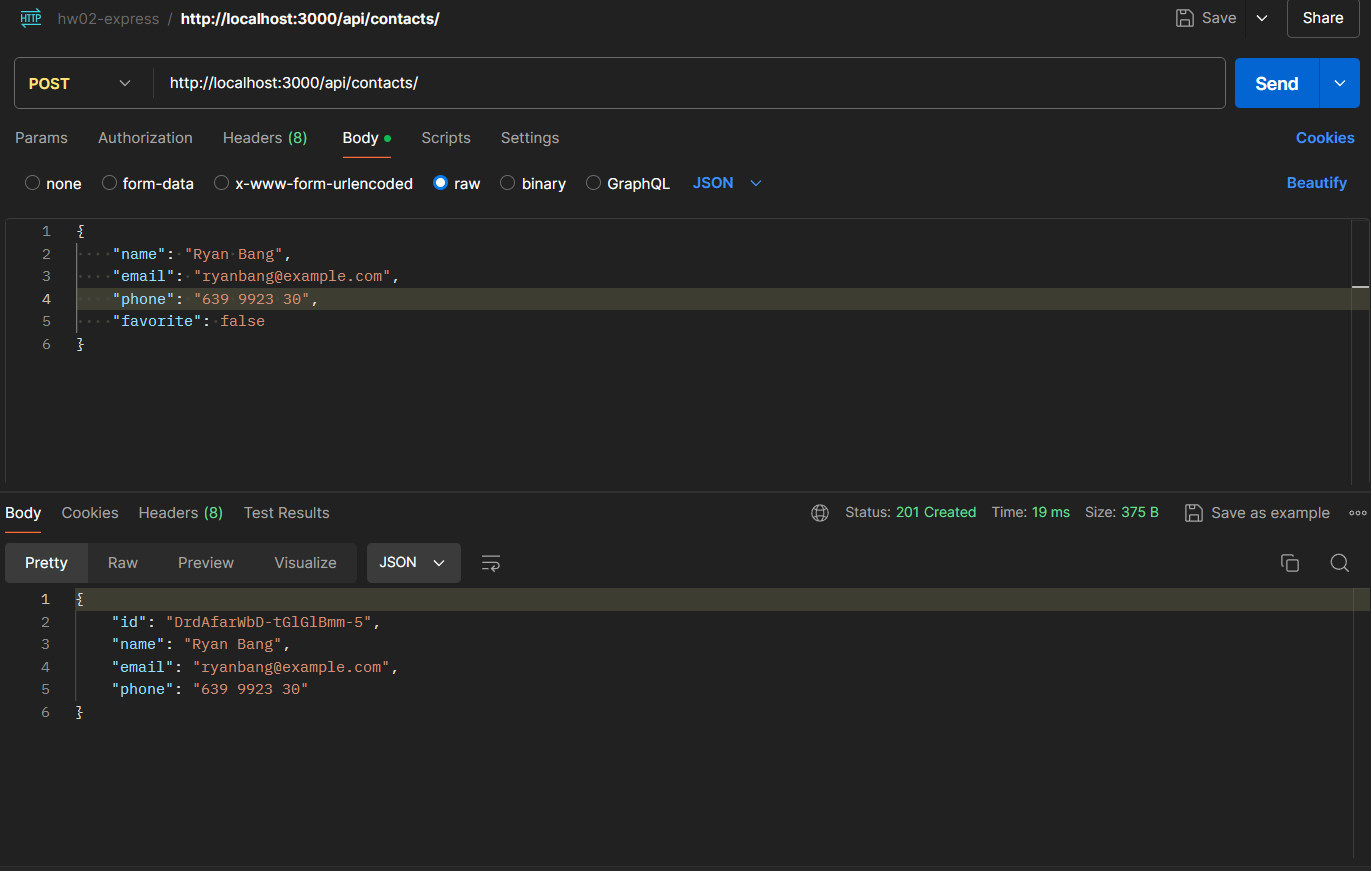 HTTP hw02-express / http://localhost:3000/api/contacts/ Save Share
POST http://localhost:3000/api/contacts/ Send
Params Authorization Headers (8) Body Scripts Settings Cookies
none form-data x-www-form-urlencoded raw binary GraphQL JSON Beautify
1 {
2 "name": "Ryan Bang",
3 "email": "ryanbang@example.com",
4 "phone": "639 9923 30",
5 "favorite": false
6 }
Body Cookies Headers (8) Test Results Status: 201 Created Time: 19 ms Size: 375 B Save as example
Pretty Raw Preview Visualize JSON
1 {
2 "id": "DrdAfarWbD-tGlGlBmm-5",
3 "name": "Ryan Bang",
4 "email": "ryanbang@example.com",
5 "phone": "639 9923 30"
6 }